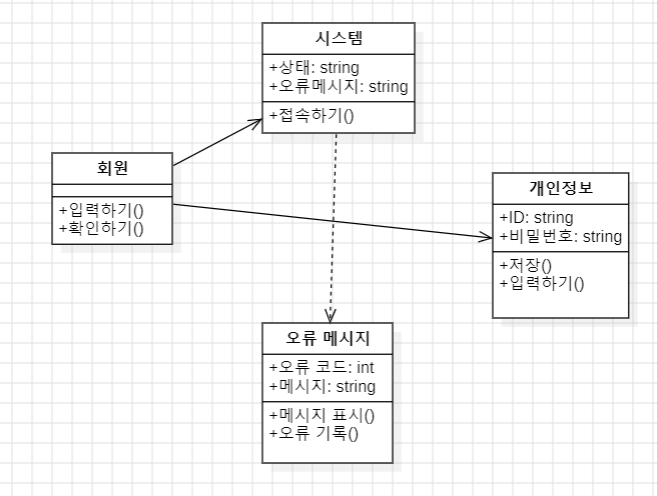 시스템
+상태: string
+오류메시지: string
+접속하기()
회원
+입력하기()
+확인하기()
개인정보
+ID: string
+비밀번호: string
+저장()
+입력하기()
오류 메시지
+오류 코드: int
+메시지: string
+메시지 표시()
+오류 기록()